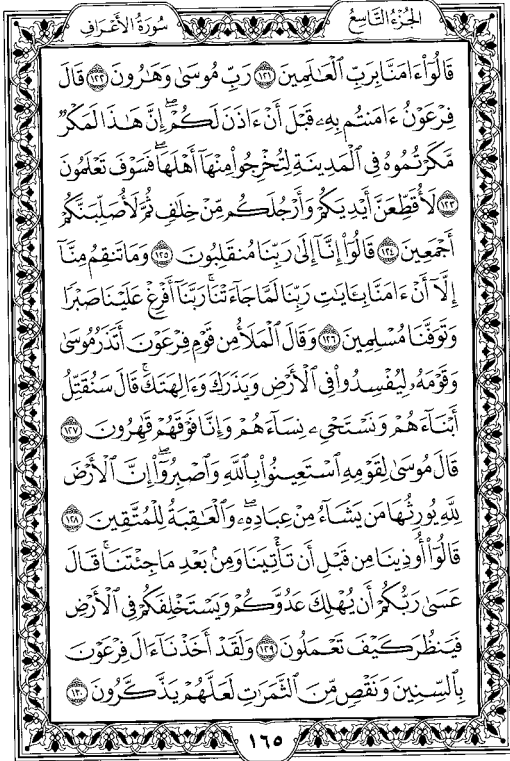 الجزء التاسع سورة الأعراف
قَالُوٓا۟ ءَامَنَّا بِرَبِّ ٱلْعَٰلَمِينَ ١٢١ رَبِّ مُوسَىٰ وَهَٰرُونَ ١٢٢ قَالَ
فِرْعَوْنُ ءَامَنتُم بِهِۦ قَبْلَ أَنْ ءَاذَنَ لَكُمْ ۖ إِنَّ هَٰذَا لَمَكْرٌ
مَّكَرْتُمُوهُ فِى ٱلْمَدِينَةِ لِتُخْرِجُوا۟ مِنْهَآ أَهْلَهَا ۖ فَسَوْفَ تَعْلَمُونَ
١٢٣ لَأُقَطِّعَنَّ أَيْدِيَكُمْ وَأَرْجُلَكُم مِّنْ خِلَٰفٍ ثُمَّ لَأُصَلِّبَنَّكُمْ
أَجْمَعِينَ ١٢٤ قَالُوٓا۟ إِنَّآ إِلَىٰ رَبِّنَا مُنقَلِبُونَ ١٢٥ وَمَا تَنقِمُ مِنَّآ
إِلَّآ أَنْ ءَامَنَّا بِـَٔايَٰتِ رَبِّنَا لَمَّا جَآءَتْنَا ۚ رَبَّنَآ أَفْرِغْ عَلَيْنَا صَبْرًا
وَتَوَفَّنَا مُسْلِمِينَ ١٢٦ وَقَالَ ٱلْمَلَأُ مِن قَوْمِ فِرْعَوْنَ أَتَذَرُ مُوسَىٰ
وَقَوْمَهُۥ لِيُفْسِدُوا۟ فِى ٱلْأَرْضِ وَيَذَرَكَ وَءَالِهَتَكَ ۚ قَالَ سَنُقَتِّلُ
أَبْنَآءَهُمْ وَنَسْتَحْىِۦ نِسَآءَهُمْ وَإِنَّا فَوْقَهُمْ قَٰهِرُونَ ١٢٧
قَالَ مُوسَىٰ لِقَوْمِهِ ٱسْتَعِينُوا۟ بِٱللَّهِ وَٱصْبِرُوٓا۟ ۖ إِنَّ ٱلْأَرْضَ
لِلَّهِ يُورِثُهَا مَن يَشَآءُ مِنْ عِبَادِهِۦ ۖ وَٱلْعَٰقِبَةُ لِلْمُتَّقِينَ ١٢٨
قَالُوٓا۟ أُوذِينَا مِن قَبْلِ أَن تَأْتِيَنَا وَمِنۢ بَعْدِ مَا جِئْتَنَا ۚ قَالَ
عَسَىٰ رَبُّكُمْ أَن يُهْلِكَ عَدُوَّكُمْ وَيَسْتَخْلِفَكُمْ فِى ٱلْأَرْضِ
فَيَنظُرَ كَيْفَ تَعْمَلُونَ ١٢٩ وَلَقَدْ أَخَذْنَآ ءَالَ فِرْعَوْنَ
بِٱلسِّنِينَ وَنَقْصٍ مِّنَ ٱلثَّمَرَٰتِ لَعَلَّهُمْ يَذَّكَّرُونَ ١٣٠
١٦٥